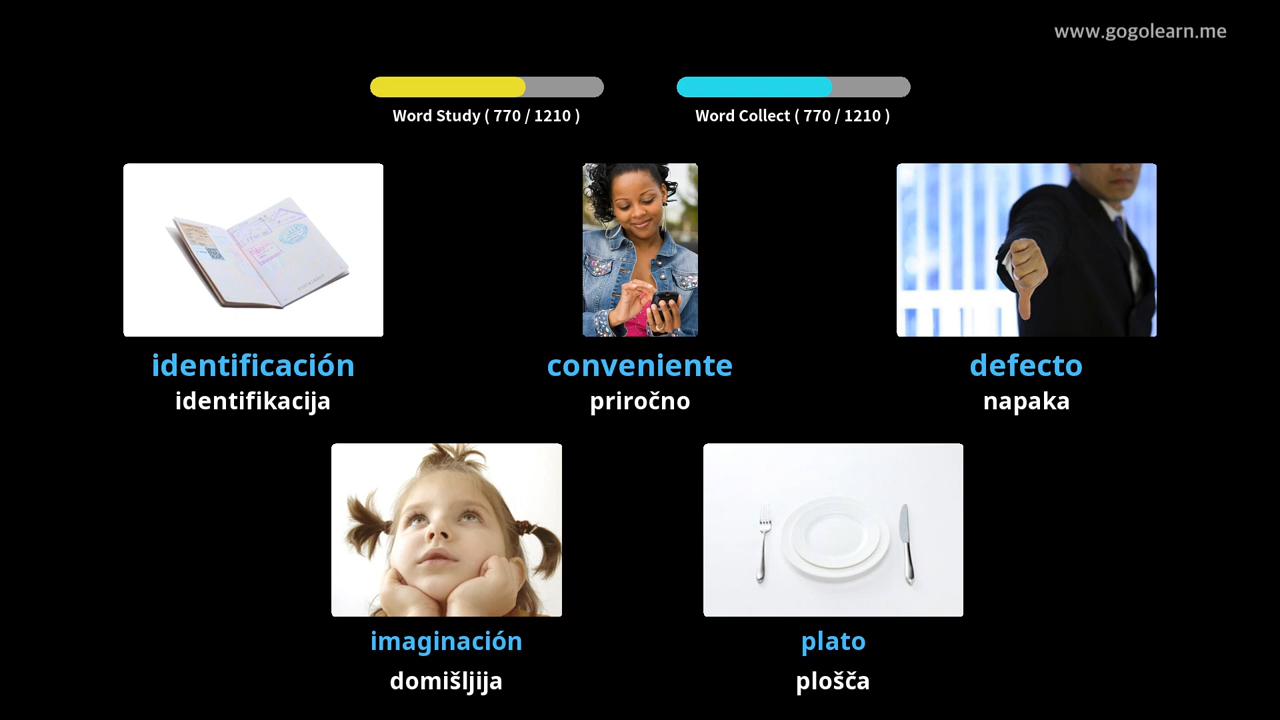 www.gogolearn.me
Word Study ( 770 / 1210 )
Word Collect ( 770 / 1210 )
identificación
identifikacija
conveniente
priročno
defecto
napaka
imaginación
domišljija
plato
plošča